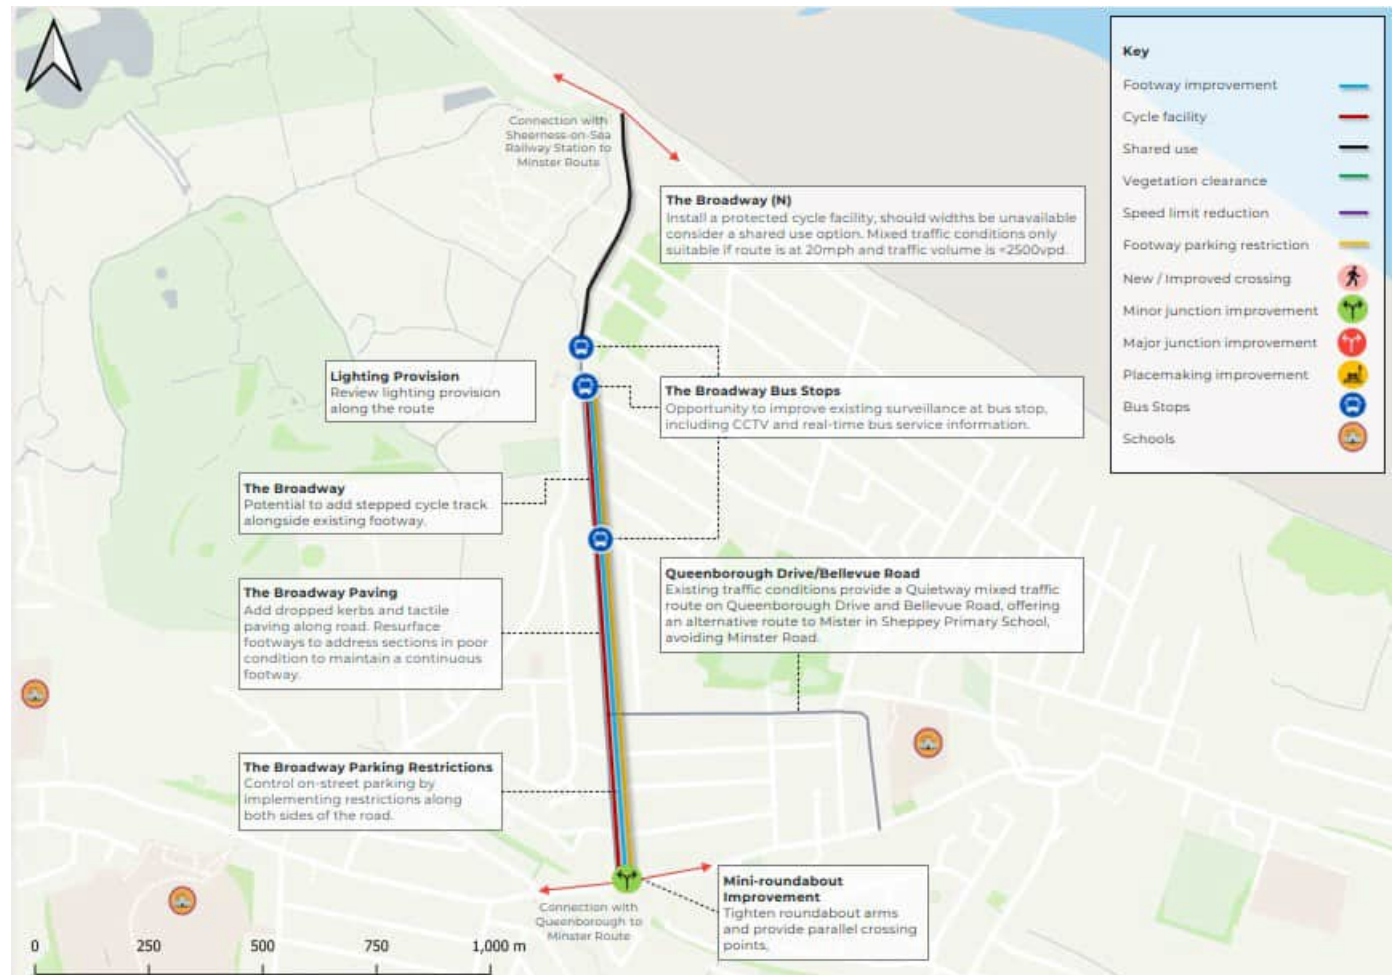 Connection with
Sheerness-on-Sea
Railway Station to
Minster Route
The Broadway (N)
Install a protected cycle facility, should widths be unavailable
consider a shared use option. Mixed traffic conditions only
suitable if route is at 20mph and traffic volume is <2500vpd.
Lighting Provision
Review lighting provision
along the route
The Broadway Bus Stops
Opportunity to improve existing surveillance at bus stop,
including CCTV and real-time bus service information.
The Broadway
Potential to add stepped cycle track
alongside existing footway.
The Broadway Paving
Add dropped kerbs and tactile
paving along road. Resurface
footways to address sections in poor
condition to maintain a continuous
footway.
Queenborough Drive/Bellevue Road
Existing traffic conditions provide a Quietway mixed traffic
route on Queenborough Drive and Bellevue Road, offering
an alternative route to Mister in Sheppey Primary School,
avoiding Minster Road.
The Broadway Parking Restrictions
Control on-street parking by
implementing restrictions along
both sides of the road.
Mini-roundabout
Improvement
Tighten roundabout arms
and provide parallel crossing
points.
Connection with
Queenborough to
Minster Route
0 250 500 750 1,000 m
Key
Footway improvement
Cycle facility
Shared use
Vegetation clearance
Speed limit reduction
Footway parking restriction
New / Improved crossing
Minor junction improvement
Major junction improvement
Placemaking improvement
Bus Stops
Schools